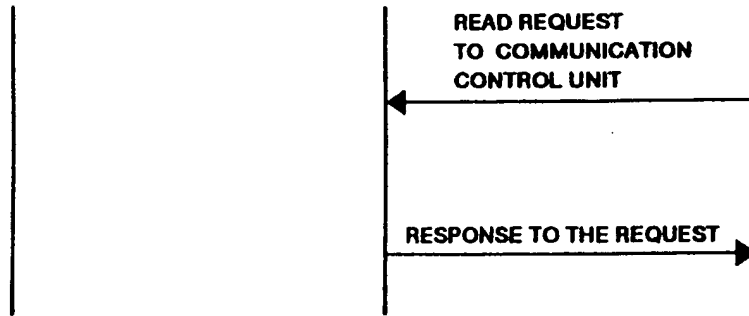 READ REQUEST
TO COMMUNICATION
CONTROL UNIT
RESPONSE TO THE REQUEST